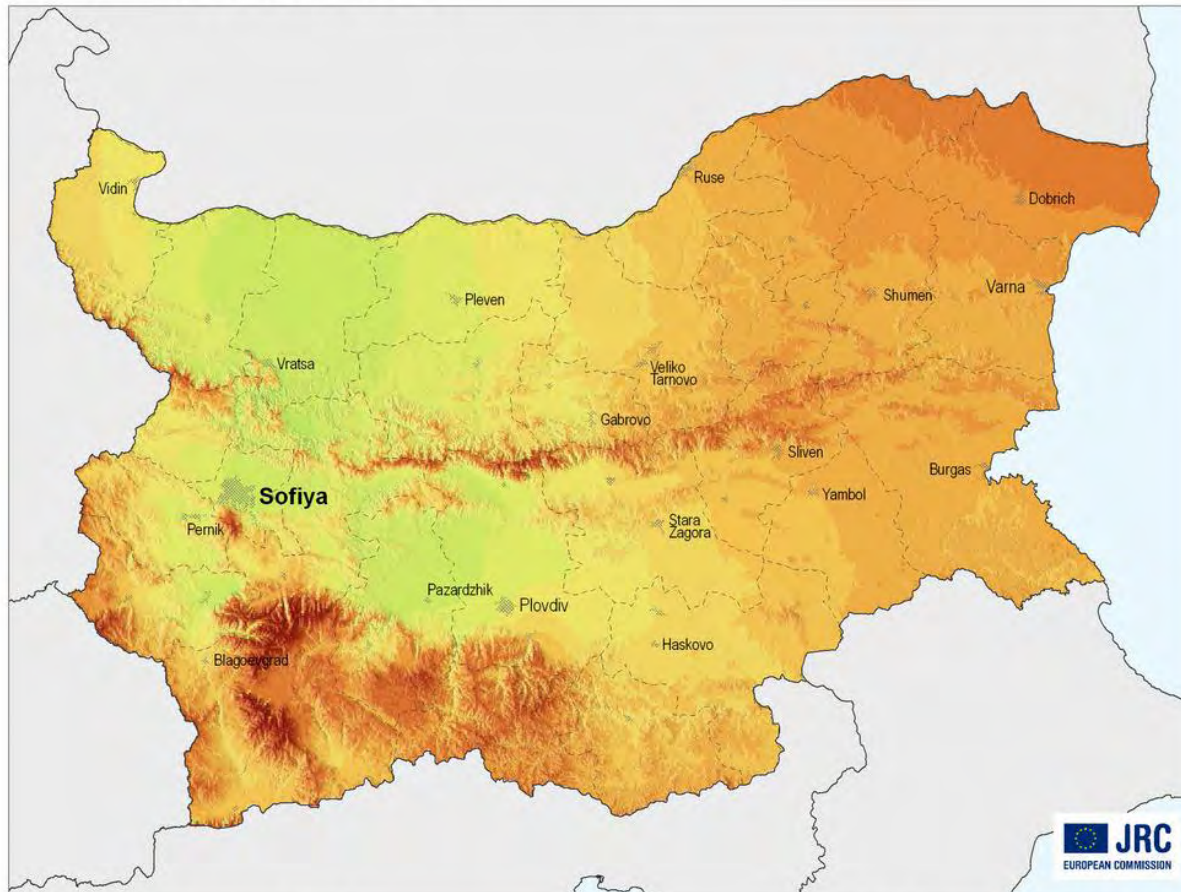 Vidin
Ruse
Dobrich
Pleven
Shumen
Varna
Vratsa
Veliko
Tarnovo
Gabrovo
Sliven
Burgas
Sofiya
Yambol
Pernik
Stara
Zagora
Pazardzhik
Plovdiv
Haskovo
Blagoevgrad
JRC
EUROPEAN COMMISSION